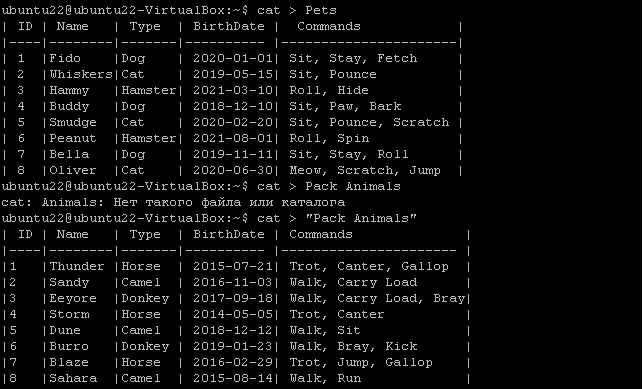 ubuntu22@ubuntu22-VirtualBox:~$ cat > Pets
| ID | Name   | Type  | BirthDate |  Commands            |
|----|--------|-------|---------- |----------------------|
| 1  |Fido    |Dog    | 2020-01-01| Sit, Stay, Fetch     |
| 2  |Whiskers|Cat    | 2019-05-15| Sit, Pounce          |
| 3  |Hammy   |Hamster| 2021-03-10| Roll, Hide           |
| 4  |Buddy   |Dog    | 2018-12-10| Sit, Paw, Bark       |
| 5  |Smudge  |Cat    | 2020-02-20| Sit, Pounce, Scratch |
| 6  |Peanut  |Hamster| 2021-08-01| Roll, Spin           |
| 7  |Bella   |Dog    | 2019-11-11| Sit, Stay, Roll      |
| 8  |Oliver  |Cat    | 2020-06-30| Meow, Scratch, Jump  |
ubuntu22@ubuntu22-VirtualBox:~$ cat > Pack Animals
cat: Animals: Нет такого файла или каталога
ubuntu22@ubuntu22-VirtualBox:~$ cat > "Pack Animals"
| ID | Name   | Type  | BirthDate | Commands              |
|----|--------|-------|---------- |---------------------- |
|1   |Thunder |Horse  | 2015-07-21| Trot, Canter, Gallop  |
|2   |Sandy   |Camel  | 2016-11-03| Walk, Carry Load      |
|3   |Eeyore  |Donkey | 2017-09-18| Walk, Carry Load, Bray|
|4   |Storm   |Horse  | 2014-05-05| Trot, Canter          |
|5   |Dune    |Camel  | 2018-12-12| Walk, Sit             |
|6   |Burro   |Donkey | 2019-01-23| Walk, Bray, Kick      |
|7   |Blaze   |Horse  | 2016-02-29| Trot, Jump, Gallop    |
|8   |Sahara  |Camel  | 2015-08-14| Walk, Run             |